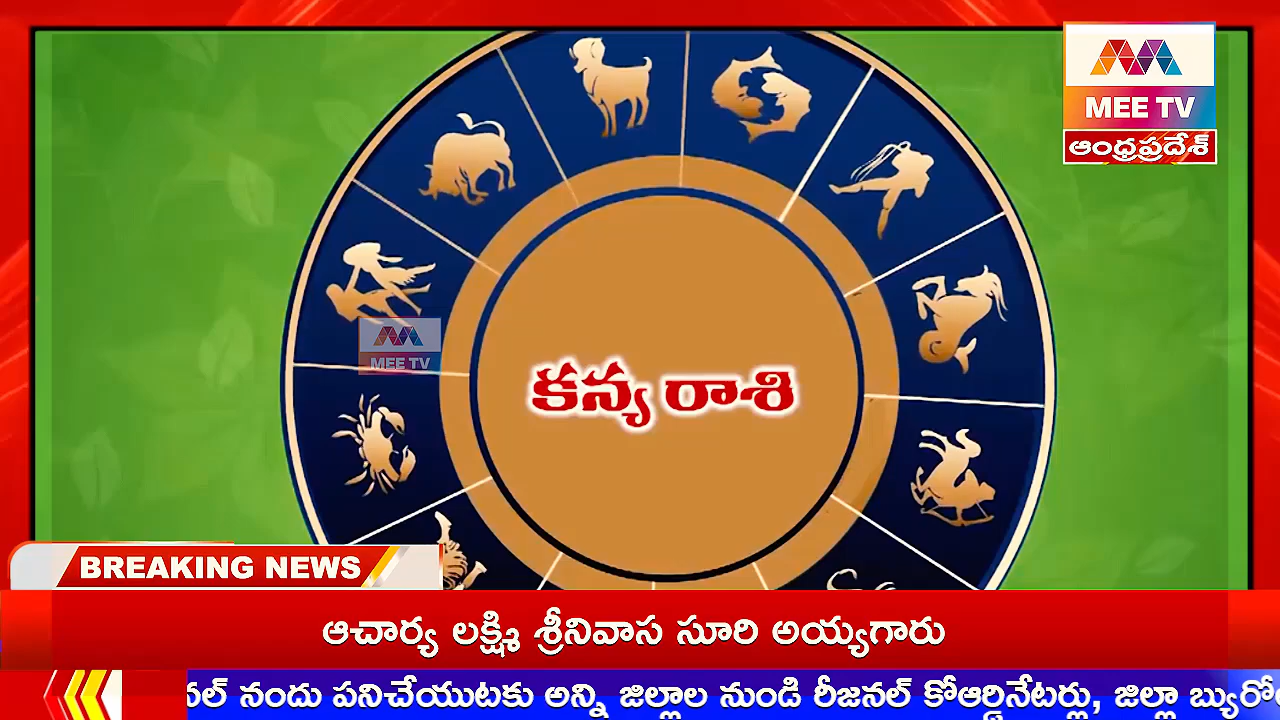 MEE TV
ఆంధ్రప్రదేశ్
MEE TV
కన్య రాశి
BREAKING NEWS
ఆచార్య లక్ష్మి శ్రీనివాస సూరి అయ్యగారు
నందు పనిచేయుటకు అన్ని జిల్లాల నుండి రీజనల్ కోఆర్డినేటర్లు, జిల్లా